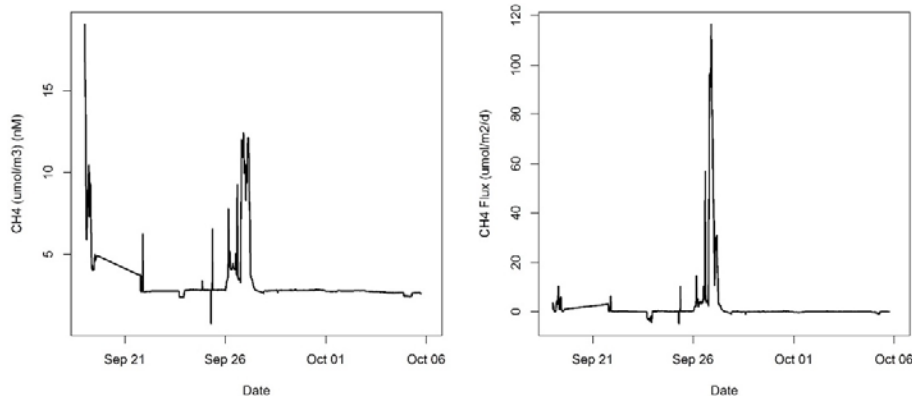 CH4 (umol/m3) (nM)
15
10
5
Sep 21
Sep 26
Oct 01
Oct 06
Date
CH4 Flux (umol/m2/d)
120
100
80
60
40
20
0
Sep 21
Sep 26
Oct 01
Oct 06
Date